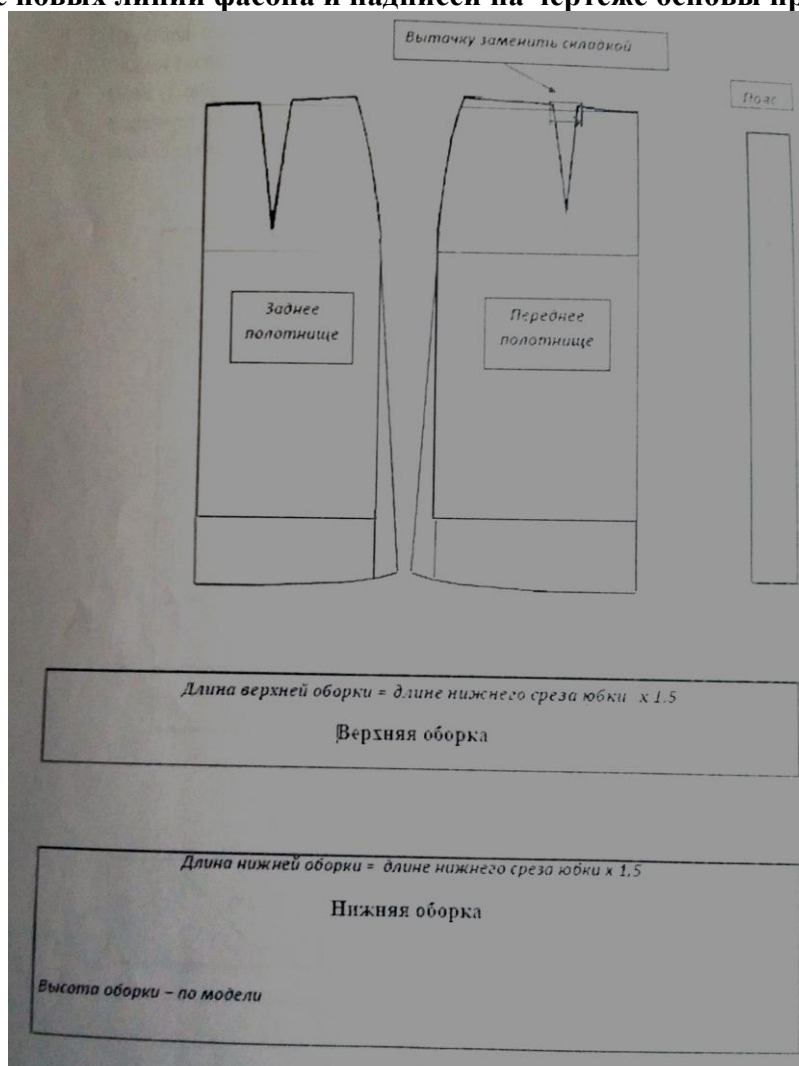 новых линий фасона и надписей на чертеже основы
Вытачку заменить складкой
Пояс
Заднее
полотнище
Переднее
полотнище
Длина верхней оборки = длине нижнего среза юбки х 1.5
Верхняя оборка
Длина нижней оборки = длине нижнего среза юбки х 1,5
Нижняя оборка
Высота оборки – по модели